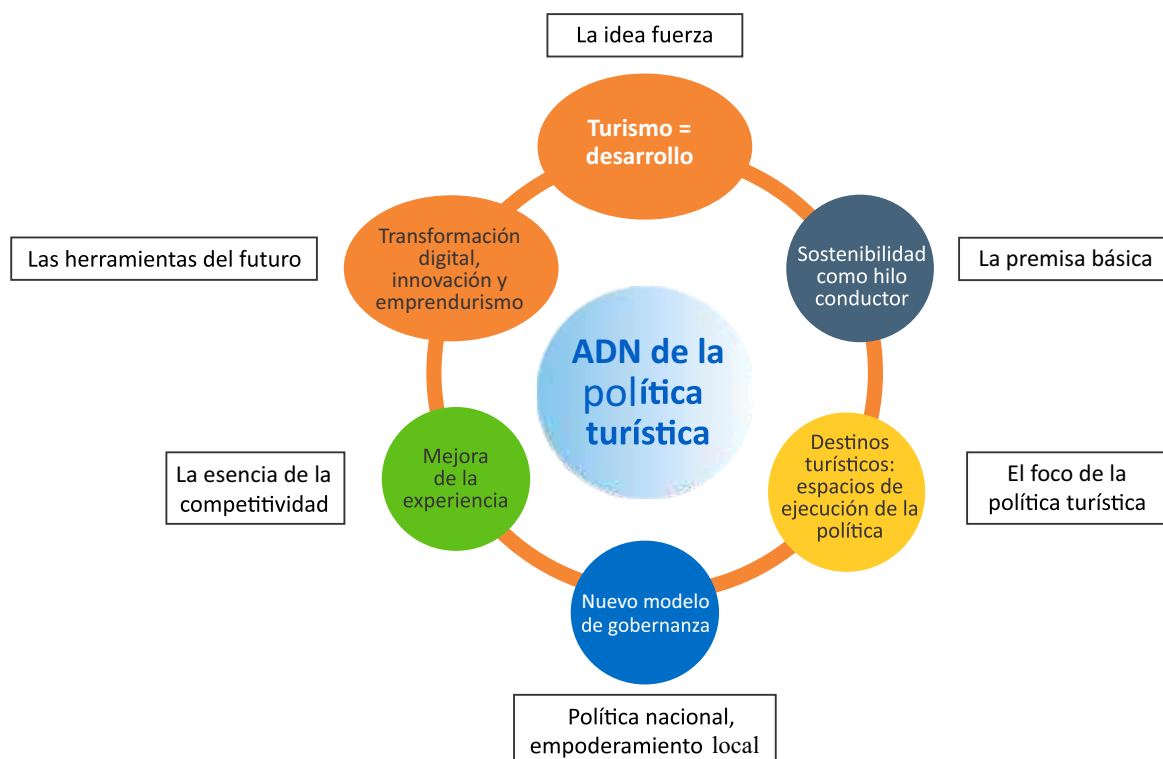 La idea fuerza
Turismo =
desarrollo
Transformación
digital,
innovación y
emprendurismo
Las herramientas del futuro
Sostenibilidad
como hilo
conductor
La premisa básica
ADN de la
política
turística
Mejora
de la
experiencia
La esencia de la
competitividad
Destinos
turísticos:
espacios de
ejecución de la
política
El foco de la
política turística
Nuevo modelo
de gobernanza
Política nacional,
empoderamiento local